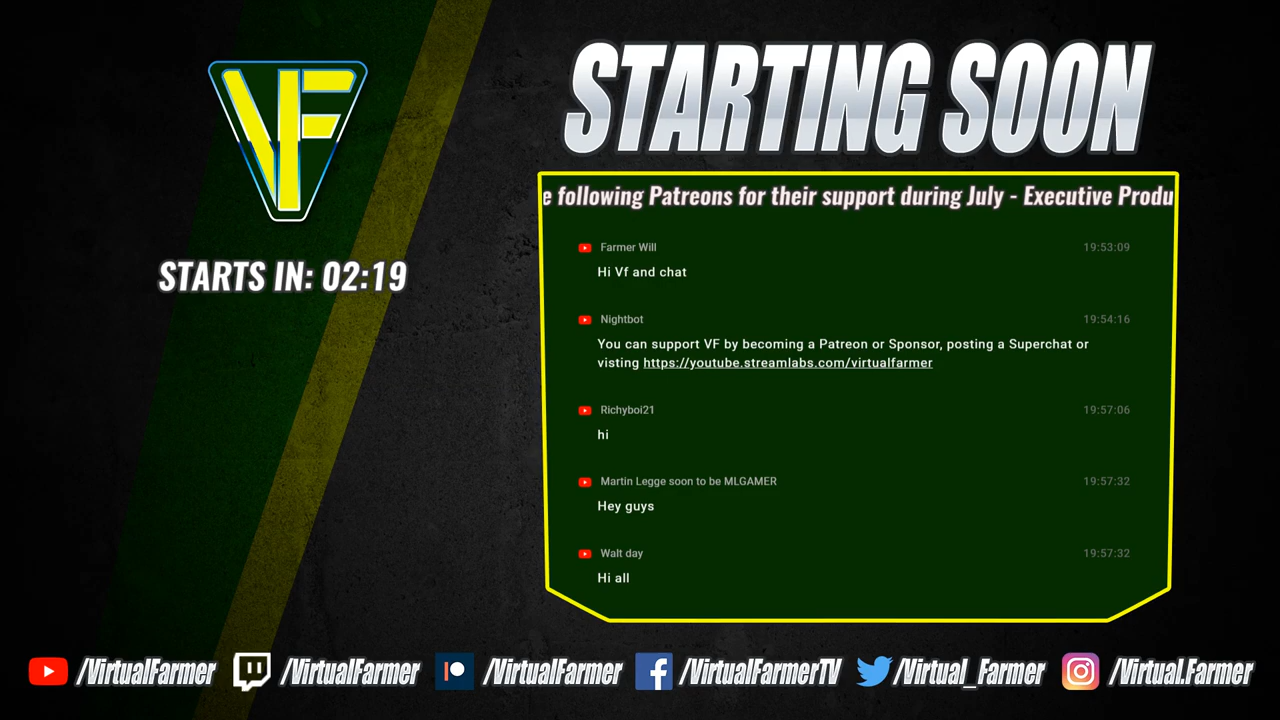 VF
STARTING SOON
STARTS IN: 02:19
e following Patreons for their support during July - Executive Produ
Farmer Will 19:53:09
Hi Vf and chat
Nightbot 19:54:16
You can support VF by becoming a Patreon or Sponsor, posting a Superchat or
visting https://youtube.streamlabs.com/virtualfarmer
Richyboi21 19:57:06
hi
Martin Legge soon to be MLGAMER 19:57:32
Hey guys
Walt day 19:57:32
Hi all
/VirtualFarmer /VirtualFarmer /VirtualFarmer /VirtualFarmerTV /Virtual_Farmer /Virtual.Farmer